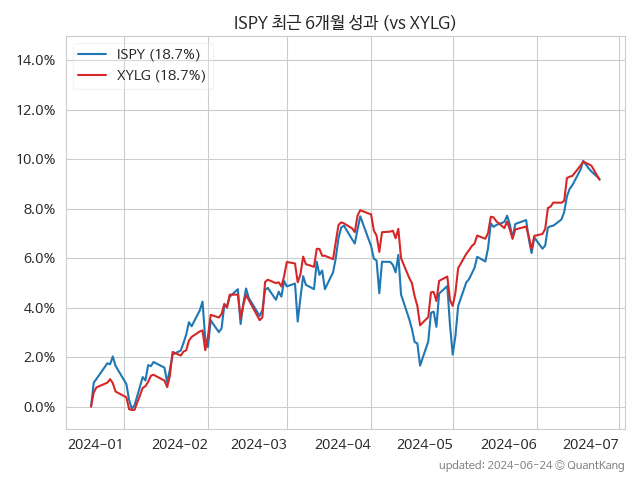 ISPY 최근 6개월 성과 (vs XYLG)
ISPY (18.7%)
XYLG (18.7%)
14.0%
12.0%
10.0%
8.0%
6.0%
4.0%
2.0%
0.0%
2024-01 2024-02 2024-03 2024-04 2024-05 2024-06 2024-07
updated: 2024-06-24 © QuantKang